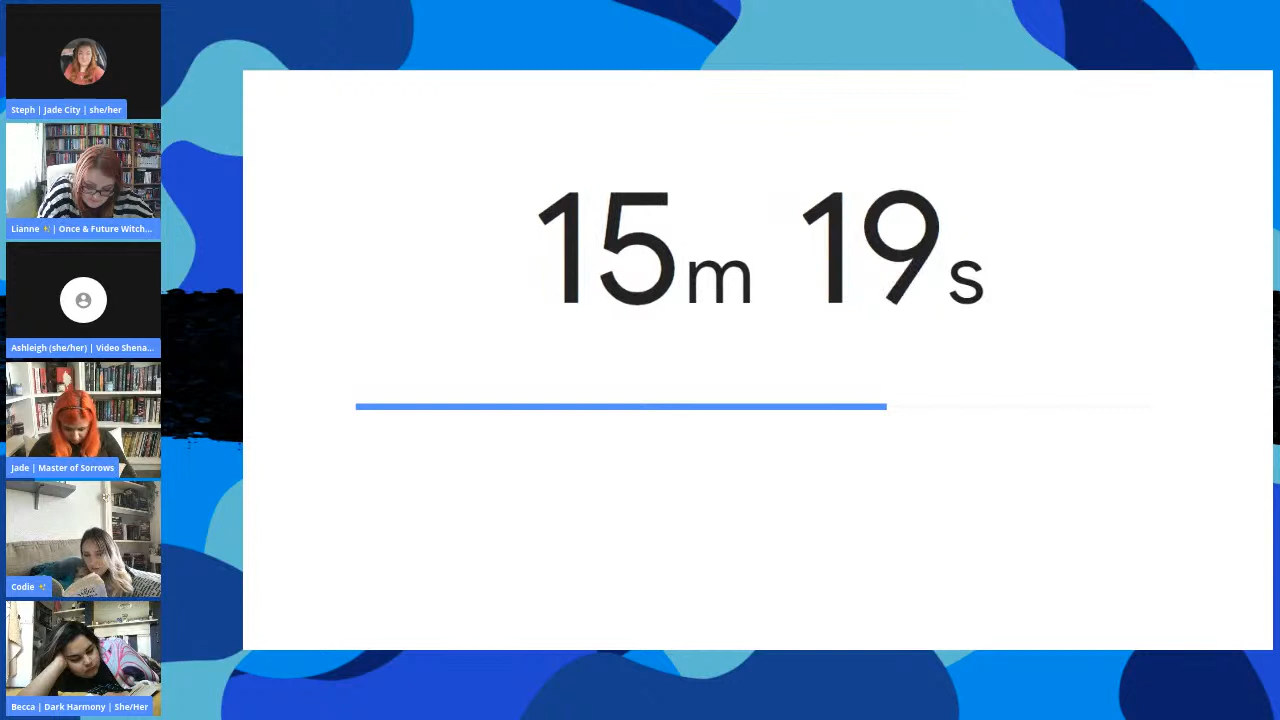 Steph | Jade City | she/her
Lianne ✨ | Once & Future Witch...
Ashleigh (she/her) | Video Shena...
Jade | Master of Sorrows
Codie ✨
Becca | Dark Harmony | She/Her
15m 19s